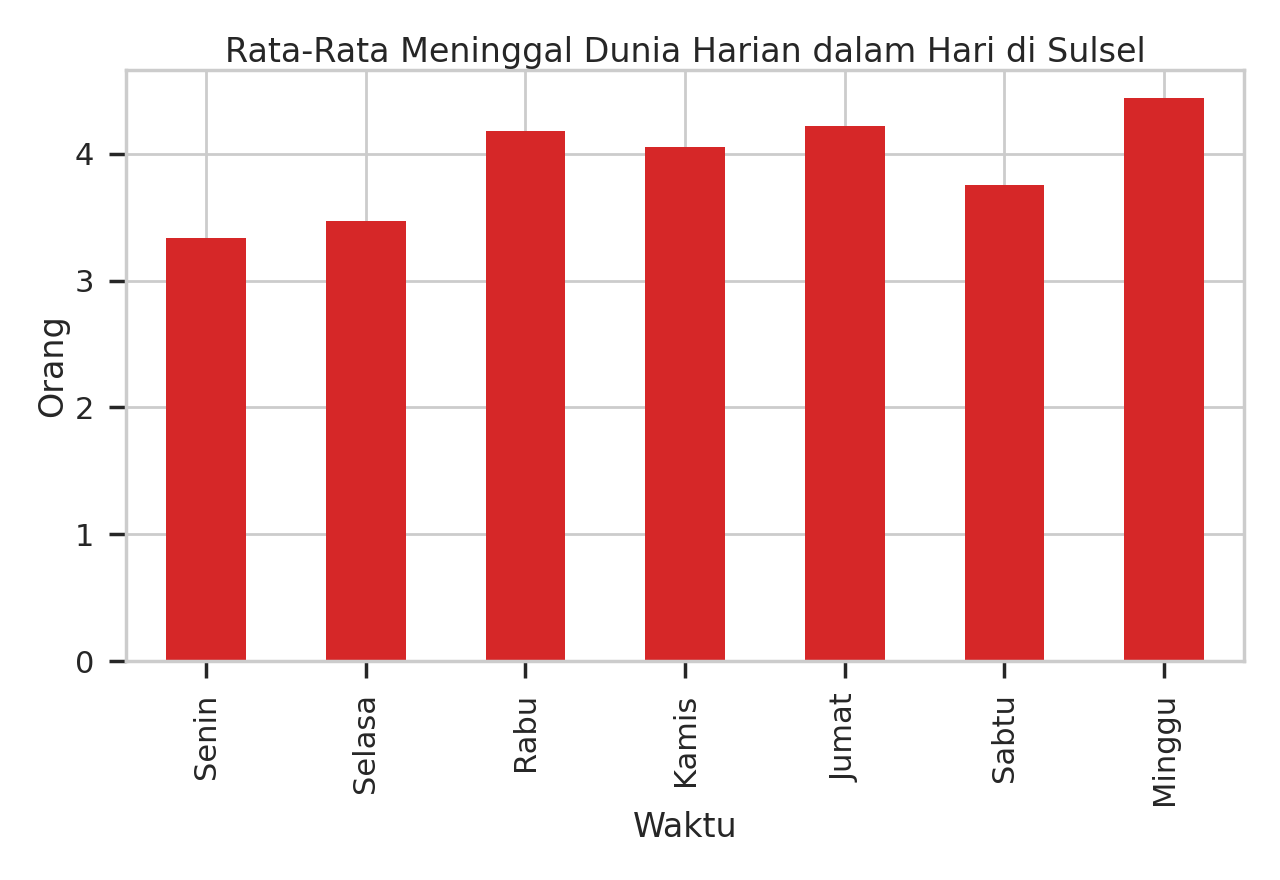 Rata-Rata Meninggal Dunia Harian dalam Hari di Sulsel
Orang
4
3
2
1
0
Senin
Selasa
Rabu
Kamis
Jumat
Sabtu
Minggu
Waktu